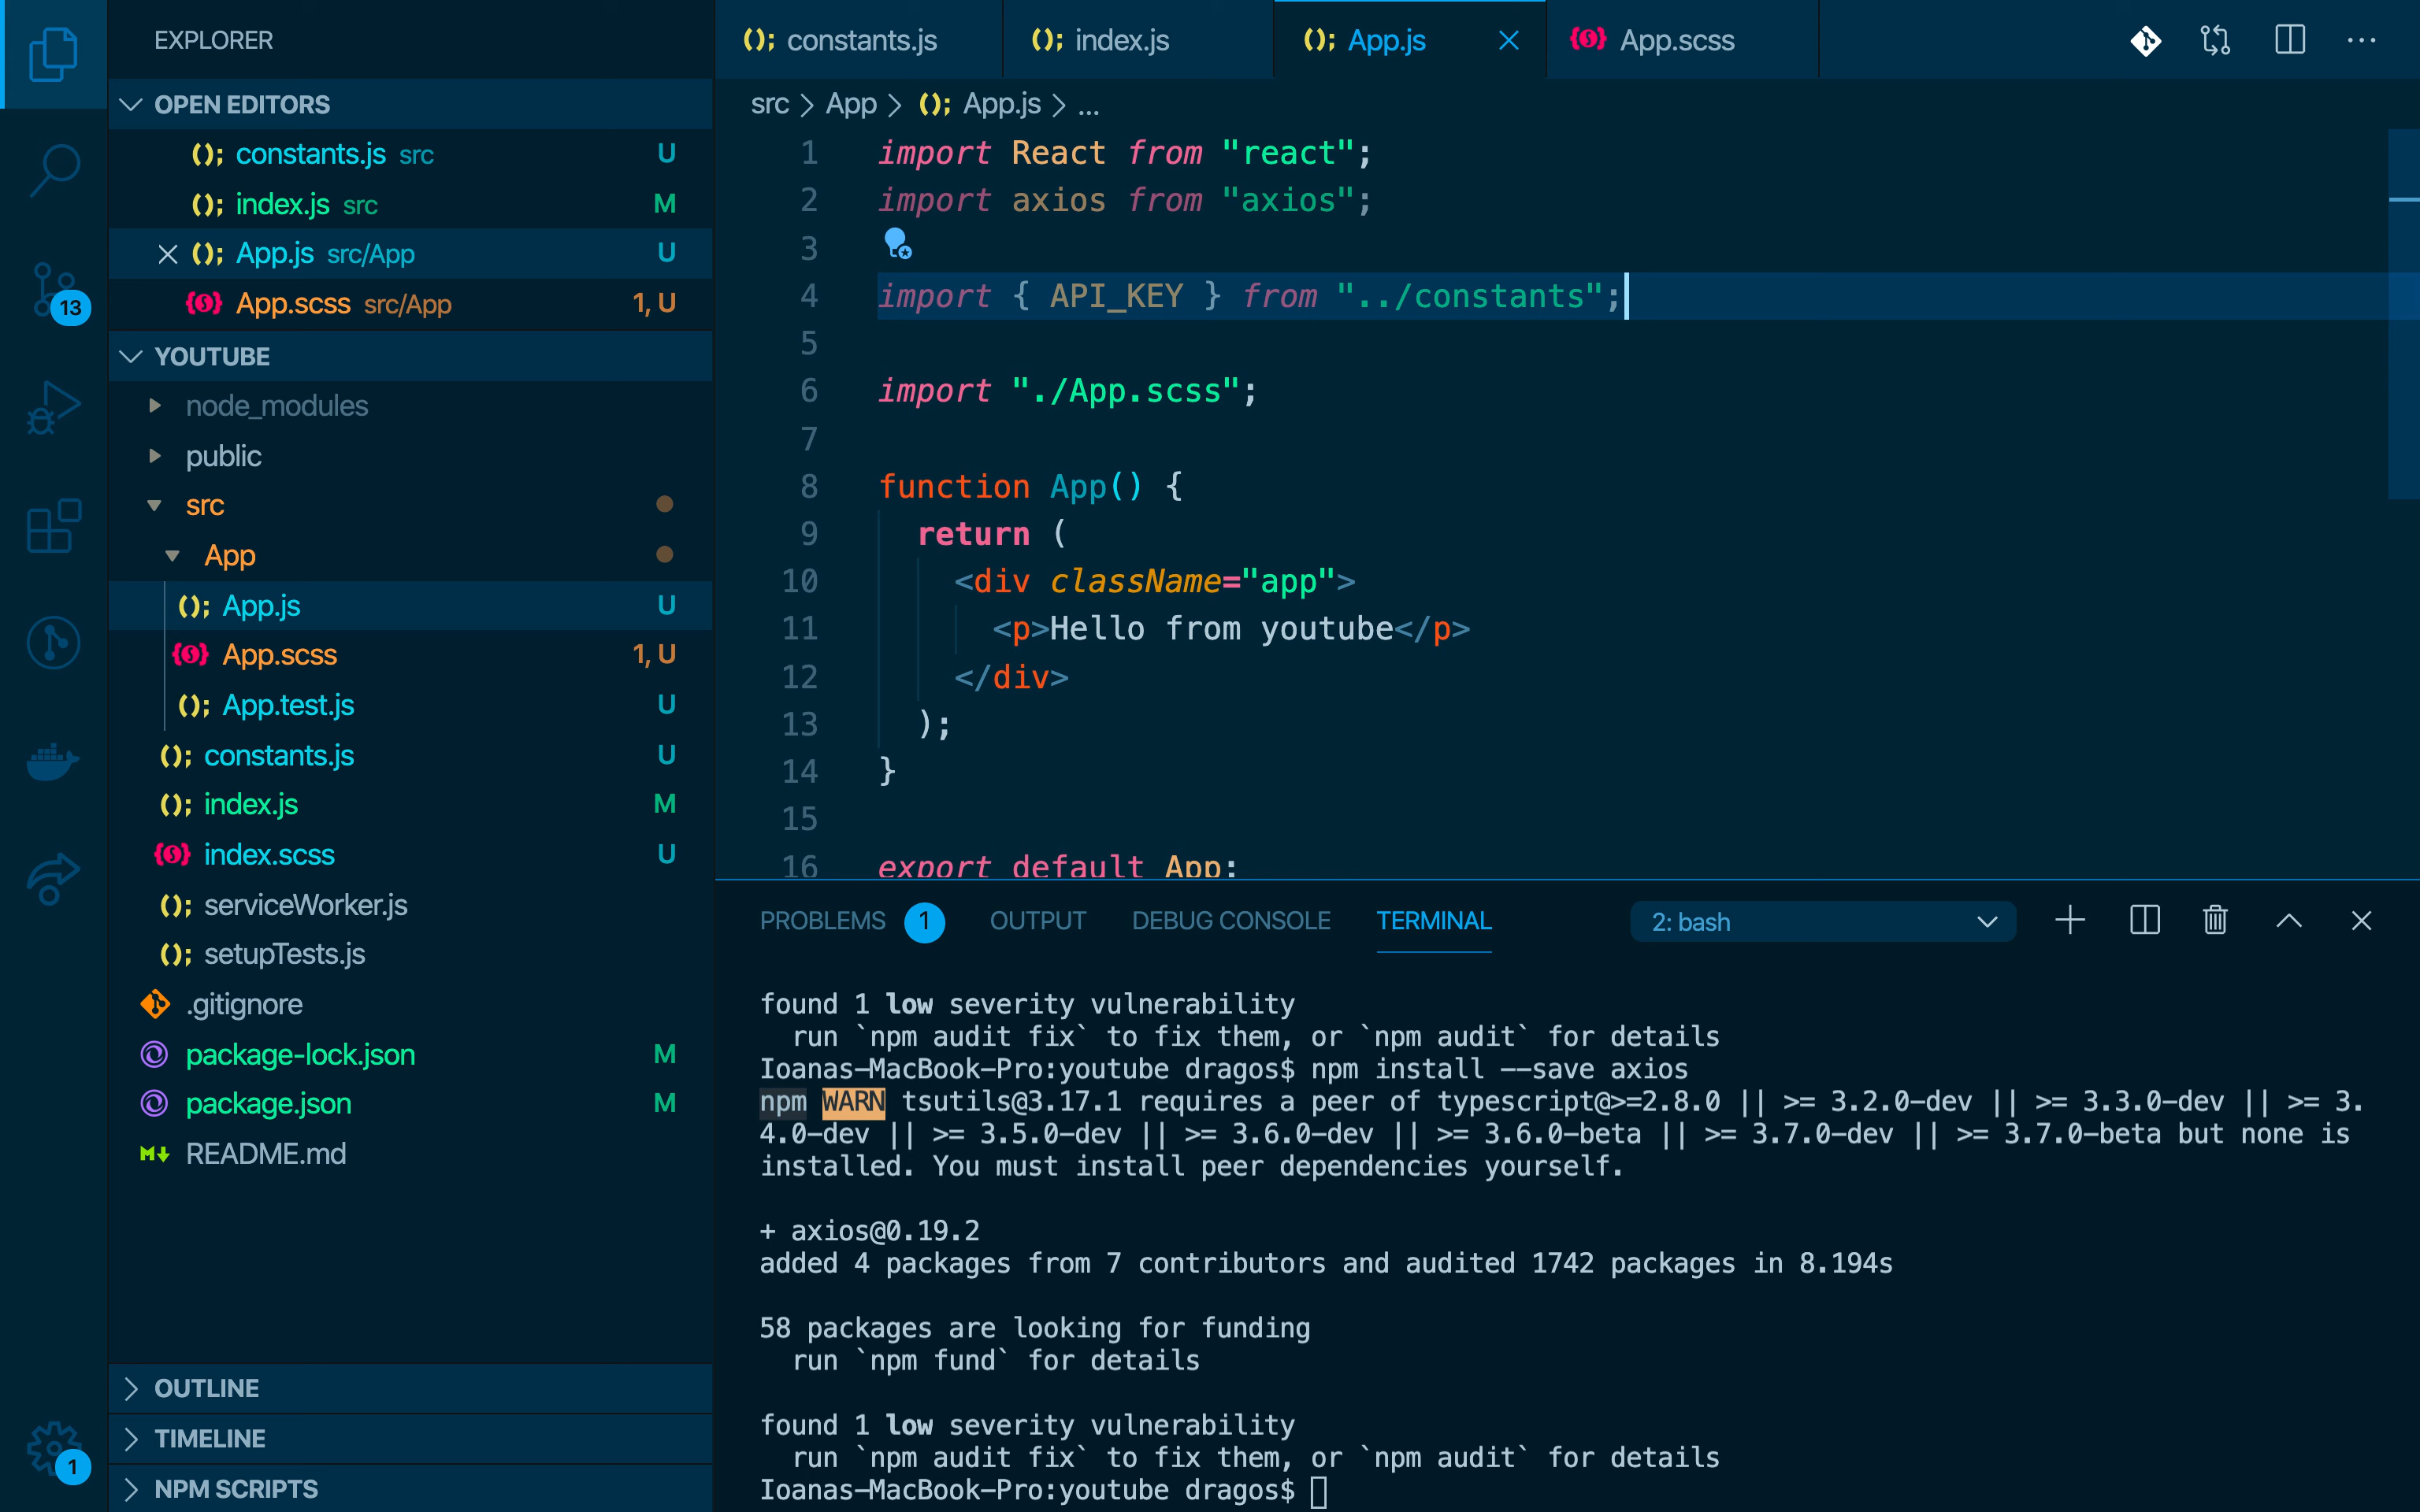 EXPLORER
OPEN EDITORS
constants.js src U
index.js src M
App.js src/App U
App.scss src/App 1, U
YOUTUBE
node_modules
public
src
App
App.js U
App.scss 1, U
App.test.js U
constants.js U
index.js M
index.scss U
serviceWorker.js
setupTests.js
.gitignore
package-lock.json M
package.json M
README.md
OUTLINE
TIMELINE
NPM SCRIPTS
13
1
constants.js index.js App.js App.scss
src > App > App.js > ...
1 import React from "react";
2 import axios from "axios";
3
4 import { API_KEY } from "../constants";
5
6 import "./App.scss";
7
8 function App() {
9 return (
10 <div className="app">
11 <p>Hello from youtube</p>
12 </div>
13 );
14 }
15
16 export default App;
PROBLEMS 1 OUTPUT DEBUG CONSOLE TERMINAL 2: bash
found 1 low severity vulnerability
run `npm audit fix` to fix them, or `npm audit` for details
Ioanas-MacBook-Pro:youtube dragos$ npm install --save axios
npm WARN tsutils@3.17.1 requires a peer of typescript@>=2.8.0 || >= 3.2.0-dev || >= 3.3.0-dev || >= 3.
4.0-dev || >= 3.5.0-dev || >= 3.6.0-dev || >= 3.6.0-beta || >= 3.7.0-dev || >= 3.7.0-beta but none is
installed. You must install peer dependencies yourself.
+ axios@0.19.2
added 4 packages from 7 contributors and audited 1742 packages in 8.194s
58 packages are looking for funding
run `npm fund` for details
found 1 low severity vulnerability
run `npm audit fix` to fix them, or `npm audit` for details
Ioanas-MacBook-Pro:youtube dragos$